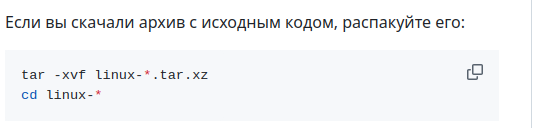 Если вы скачали архив с исходным кодом, распакуйте его:
tar -xvf linux-*.tar.xz
cd linux-*